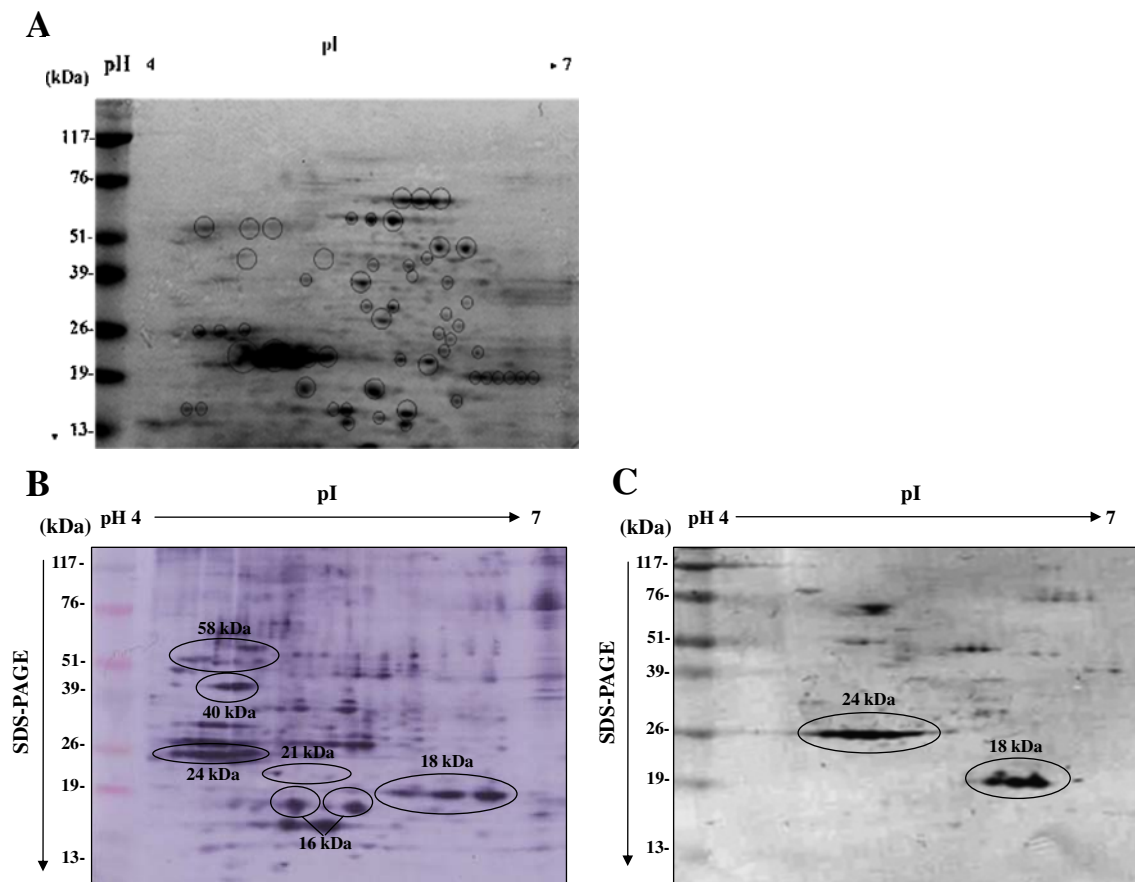 A
pI
pH 4 7
(kDa)
117-
76-
51-
39-
26-
19-
13-
B
pI
pH 4 7
(kDa)
117-
76-
58 kDa
51-
39-
40 kDa
26-
21 kDa
24 kDa
18 kDa
19-
16 kDa
13-
SDS-PAGE
C
pI
pH 4 7
(kDa)
117-
76-
51-
39-
24 kDa
26-
18 kDa
19-
13-
SDS-PAGE